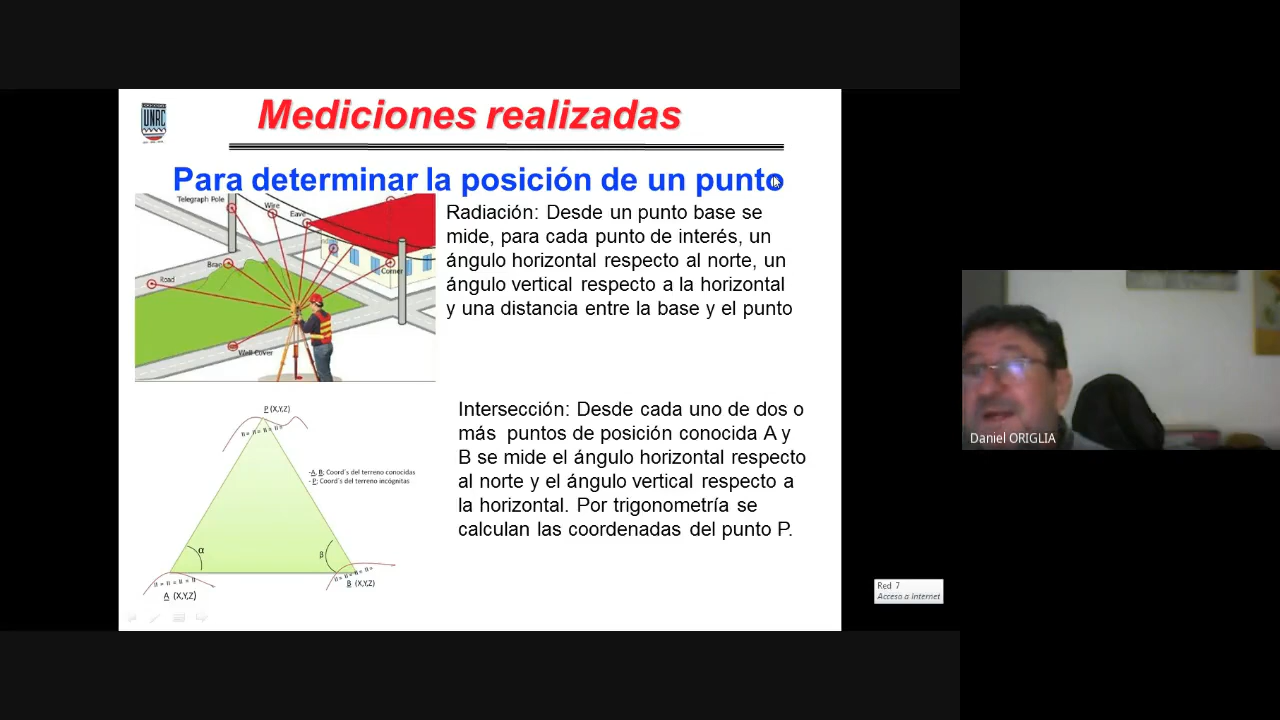 UNRC
Mediciones realizadas
Para determinar la posición de un punto
Telegraph Pole
Wire
Eave
Road
Corner
Well Cover
Radiación: Desde un punto base se
mide, para cada punto de interés, un
ángulo horizontal respecto al norte, un
ángulo vertical respecto a la horizontal
y una distancia entre la base y el punto
P (X,Y,Z)
-A, B: Coord´s del terreno conocidas
- P: Coord´s del terreno incógnitas
α
β
A (X,Y,Z)
B (X,Y,Z)
Intersección: Desde cada uno de dos o
más puntos de posición conocida A y
B se mide el ángulo horizontal respecto
al norte y el ángulo vertical respecto a
la horizontal. Por trigonometría se
calculan las coordenadas del punto P.
Daniel ORIGLIA
Red 7
Acceso a Internet